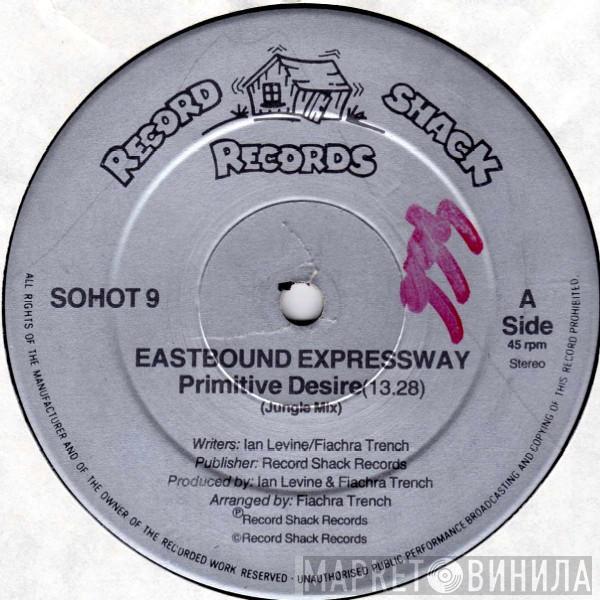 RECORD SHACK
RECORDS
SOHOT 9
A
Side
45 rpm
Stereo
EASTBOUND EXPRESSWAY
Primitive Desire(13.28)
(Jungle Mix)
Writers: Ian Levine/Fiachra Trench
Publisher: Record Shack Records
Produced by: Ian Levine & Fiachra Trench
Arranged by: Fiachra Trench
℗Record Shack Records
©Record Shack Records
ALL RIGHTS OF THE MANUFACTURER AND OF THE OWNER OF THE RECORDED WORK RESERVED - UNAUTHORISED PUBLIC PERFORMANCE BROADCASTING AND COPYING OF THIS RECORD PROHIBITED.
МАРКЕТ ВИНИЛА